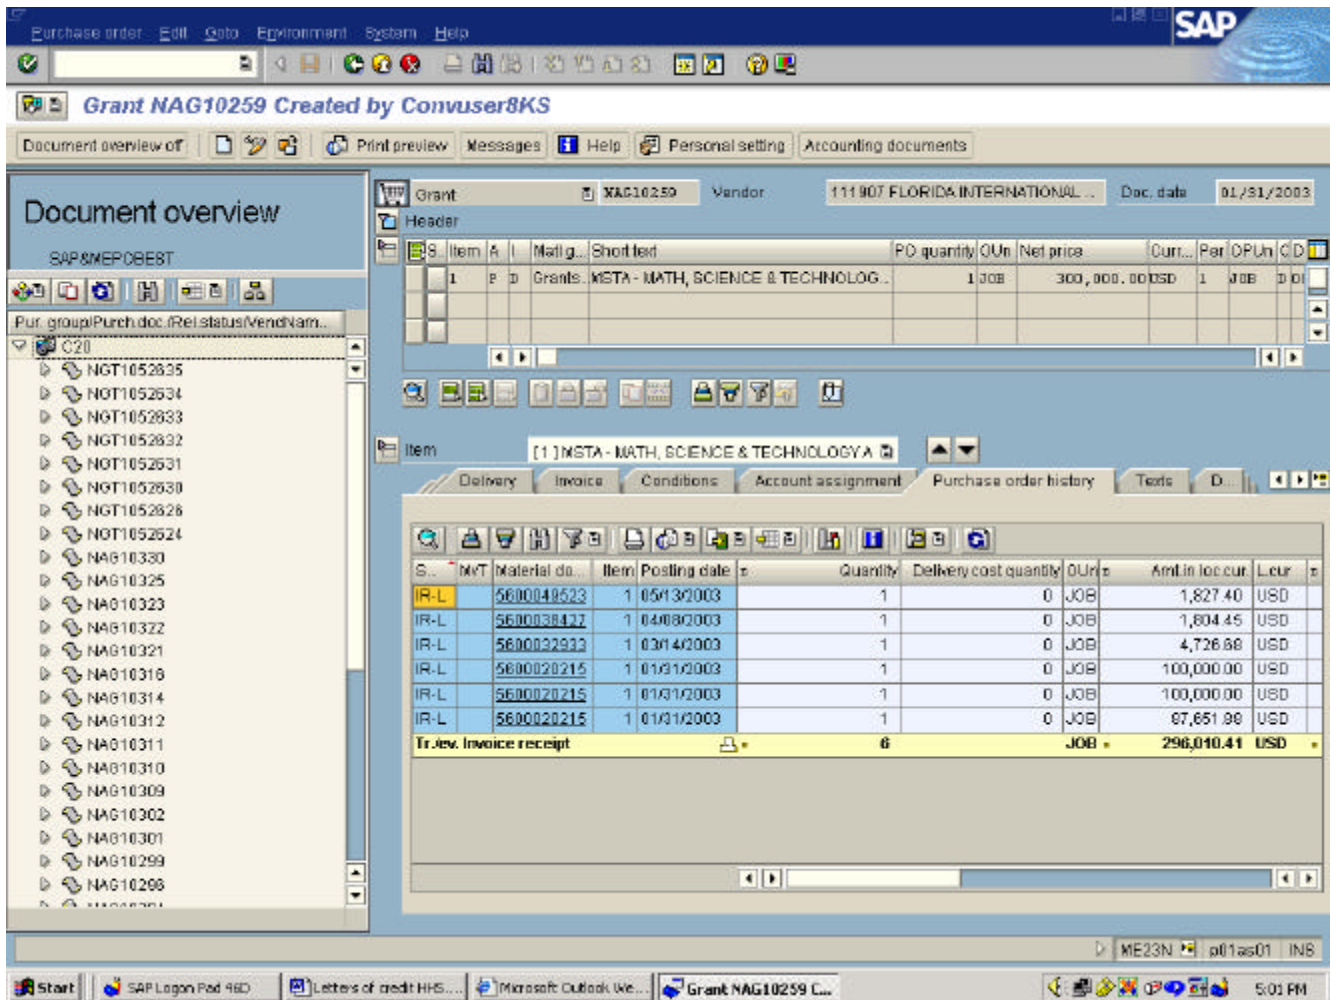 Purchase order Edit Goto Environment System Help
SAP
Grant NAG10259 Created by Convuser8KS
Document overview off Print preview Messages Help Personal setting Accounting documents
Document overview
SAP&MEPOBEST
Pur. group/Purch.doc./Rel.status/VendNam..
C20
NGT1052635
NGT1052634
NGT1052633
NGT1052632
NGT1052631
NGT1052630
NGT1052626
NGT1052624
NAG10330
NAG10325
NAG10323
NAG10322
NAG10321
NAG10316
NAG10314
NAG10312
NAG10311
NAG10310
NAG10309
NAG10302
NAG10301
NAG10299
NAG10296
Grant NAG10259 Vendor 111907 FLORIDA INTERNATIONAL ... Doc. date 01/31/2003
Header
S.. Item A I Matl g... Short text PO quantity OUn Net price Curr... Per OPUn C D
1 P D Grants.. MSTA - MATH, SCIENCE & TECHNOLOG.. 1 JOB 300,000.00 USD 1 JOB D
Item [ 1 ] MSTA - MATH, SCIENCE & TECHNOLOGY A
Delivery Invoice Conditions Account assignment Purchase order history Texts D...
S.. MvT Material do... Item Posting date Quantity Delivery cost quantity OUn Amt.in loc.cur. L.cur
IR-L 5600049523 1 05/13/2003 1 0 JOB 1,827.40 USD
IR-L 5600038427 1 04/08/2003 1 0 JOB 1,804.45 USD
IR-L 5600032933 1 03/14/2003 1 0 JOB 4,726.68 USD
IR-L 5600020215 1 01/31/2003 1 0 JOB 100,000.00 USD
IR-L 5600020215 1 01/31/2003 1 0 JOB 100,000.00 USD
IR-L 5600020215 1 01/31/2003 1 0 JOB 87,651.88 USD
Tr./ev. Invoice receipt 6 JOB 296,010.41 USD
ME23N p01as01 INS
Start SAP Logon Pad 46D Letters of credit HHS.... Microsoft Outlook We... Grant NAG10259 C... 5:01 PM